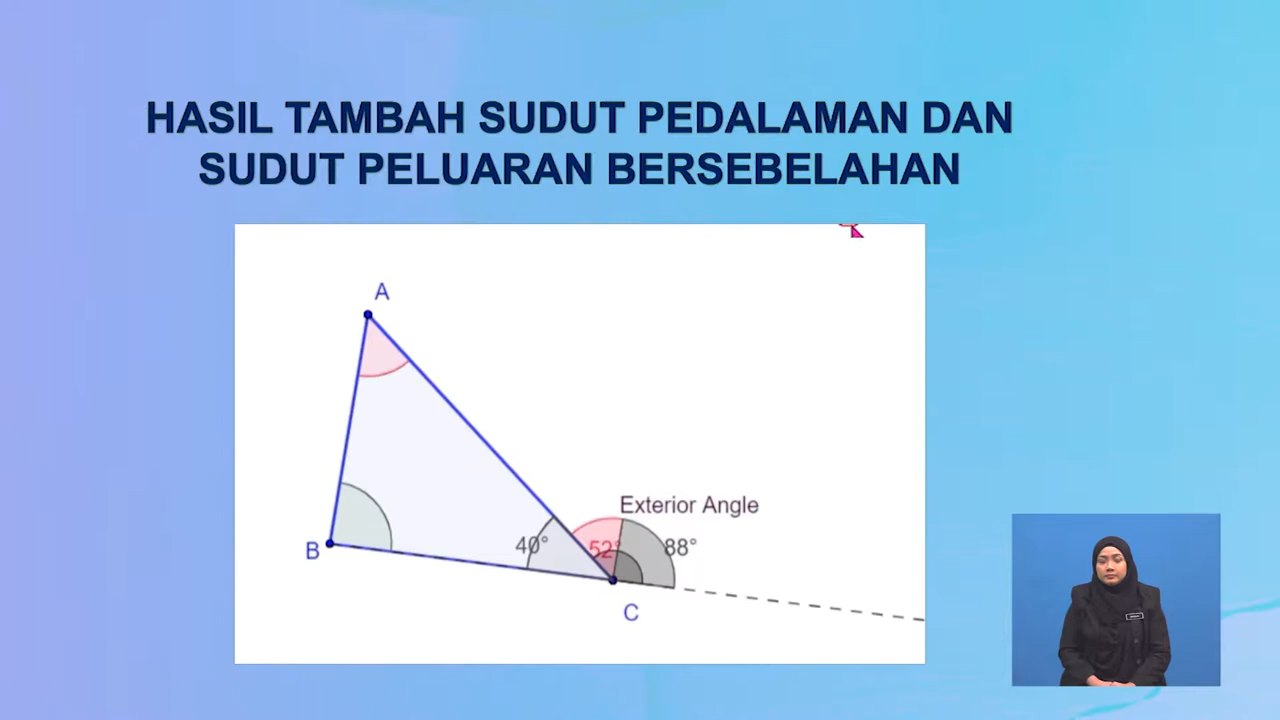 HASIL TAMBAH SUDUT PEDALAMAN DAN
SUDUT PELUARAN BERSEBELAHAN
A
Exterior Angle
B
40°
52°
88°
C